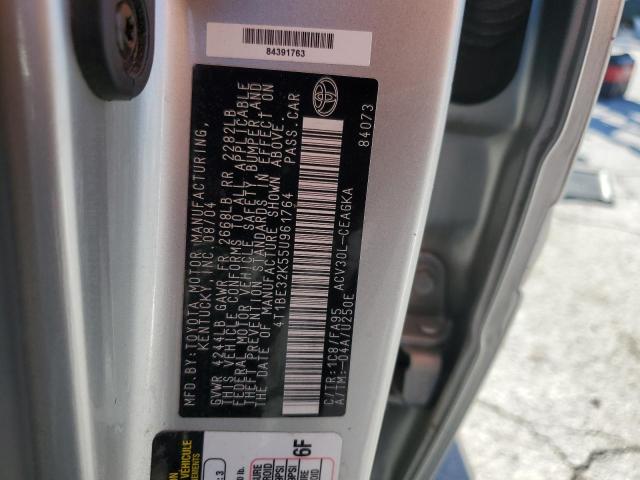 84391763
MFD.BY:TOYOTA MOTOR MANUFACTURING,
KENTUCKY, INC. 08/04
GVWR 4244LB GAWR FR 2668LB RR 2282LB
THIS VEHICLE CONFORMS TO ALL APPLICABLE
FEDERAL MOTOR VEHICLE SAFETY, BUMPER, AND
THEFT PREVENTION STANDARDS IN EFFECT ON
THE DATE OF MANUFACTURE SHOWN ABOVE.
4T1BE32K55U961764 PASS.CAR
C/TR:1C8/FA95 ACV30L-CEAGKA
A/TM:-04A/U250E 84073
VEHICULE
6F